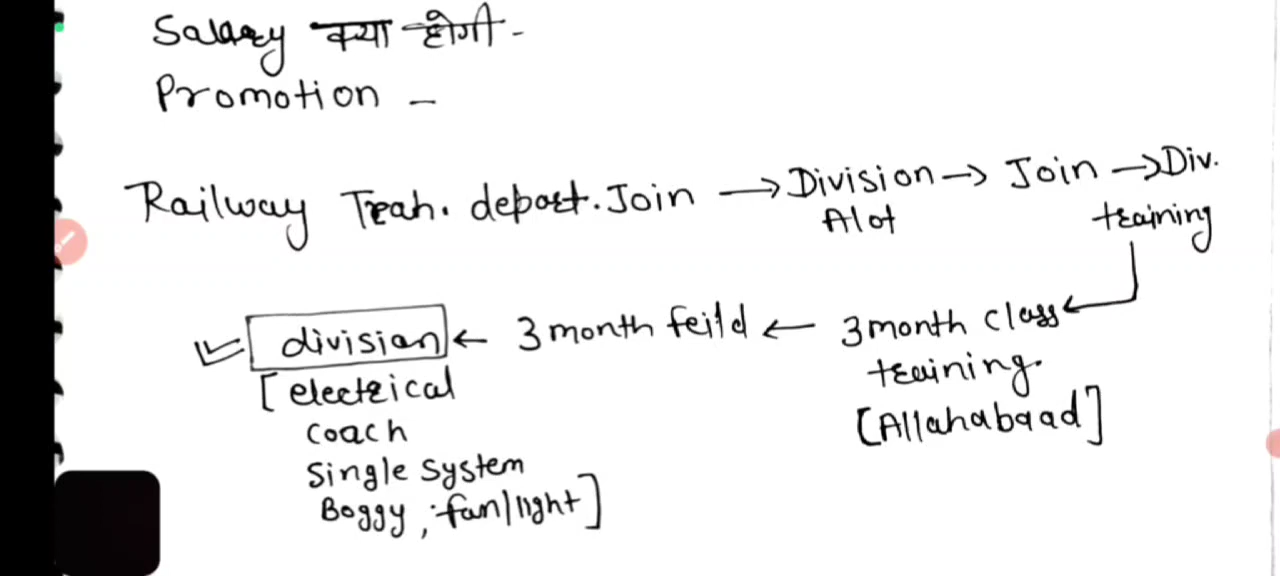 Salary क्या होगी -
Promotion -
Railway Teah. depart. Join → Division → Join → Div.
Alot training
division ← 3 month feild ← 3 month class
[ electrical training.
coach [Allahabaad]
Single system
Boggy, fan/light ]